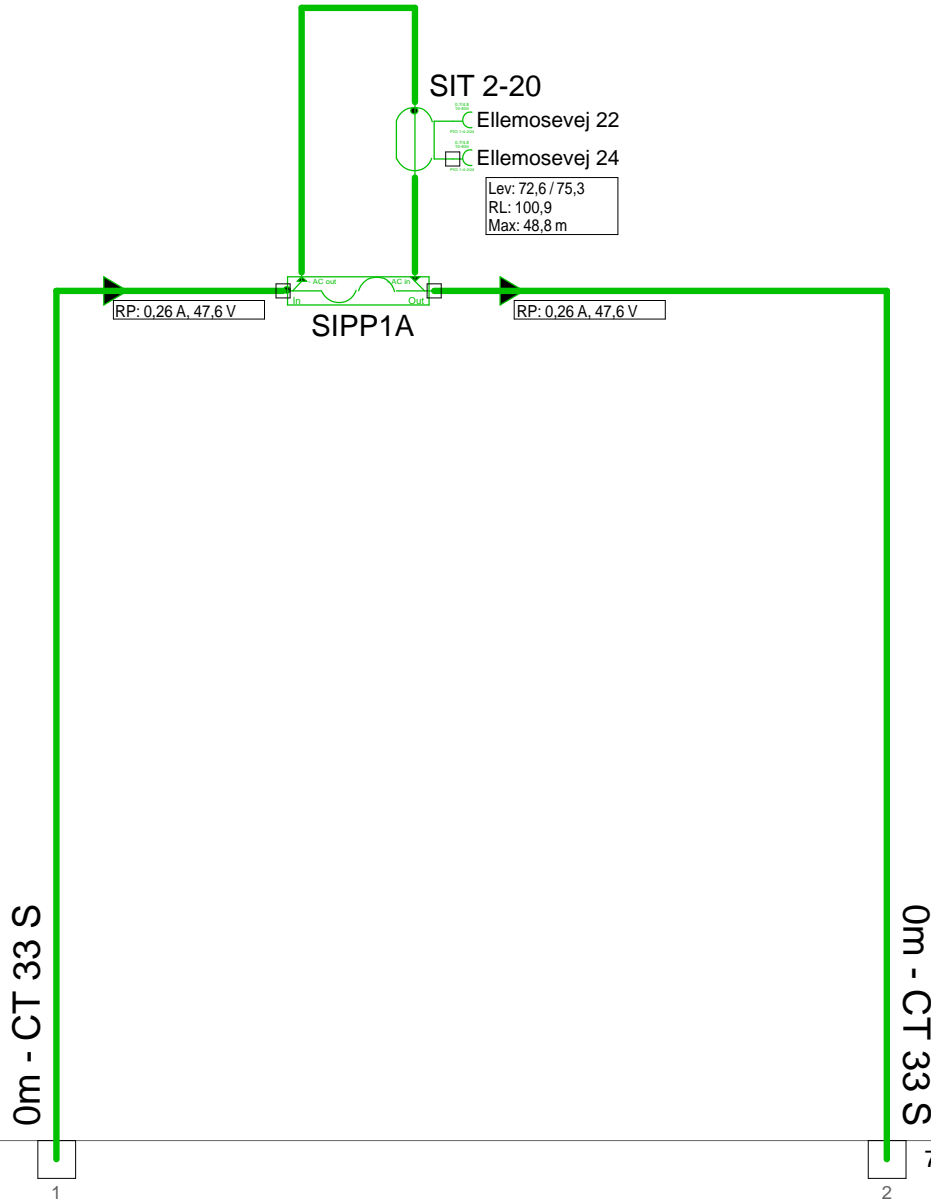 SIT 2-20
Ellemosevej 22
Ellemosevej 24
Lev: 72,6 / 75,3
RL: 100,9
Max: 48,8 m
AC out
AC in
In
Out
RP: 0,26 A, 47,6 V
RP: 0,26 A, 47,6 V
SIPP1A
0m - CT 33 S
0m - CT 33 S
7
1
2